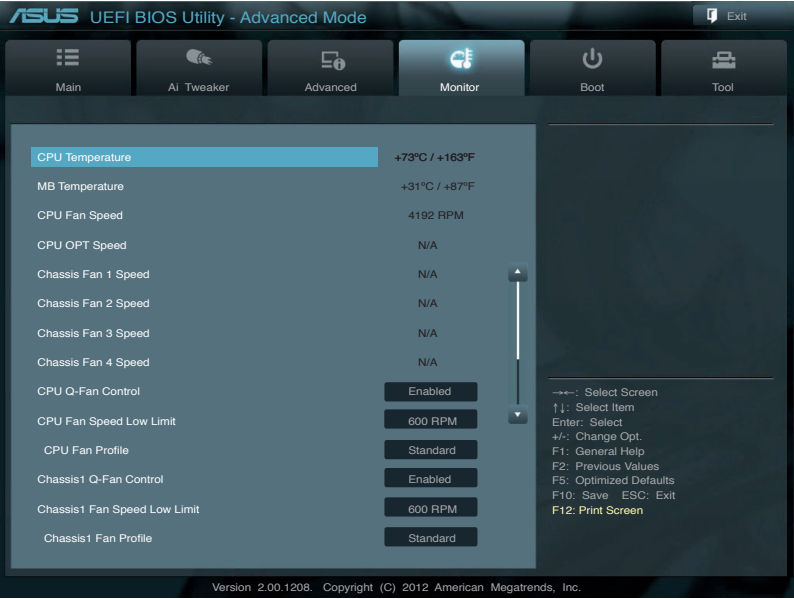 ASUS UEFI BIOS Utility - Advanced Mode
Exit
Main
Ai Tweaker
Advanced
Monitor
Boot
Tool
CPU Temperature +73ºC / +163ºF
MB Temperature +31ºC / +87ºF
CPU Fan Speed 4192 RPM
CPU OPT Speed N/A
Chassis Fan 1 Speed N/A
Chassis Fan 2 Speed N/A
Chassis Fan 3 Speed N/A
Chassis Fan 4 Speed N/A
CPU Q-Fan Control Enabled
CPU Fan Speed Low Limit 600 RPM
CPU Fan Profile Standard
Chassis1 Q-Fan Control Enabled
Chassis1 Fan Speed Low Limit 600 RPM
Chassis1 Fan Profile Standard
→←: Select Screen
↑↓: Select Item
Enter: Select
+/-: Change Opt.
F1: General Help
F2: Previous Values
F5: Optimized Defaults
F10: Save ESC: Exit
F12: Print Screen
Version 2.00.1208. Copyright (C) 2012 American Megatrends, Inc.